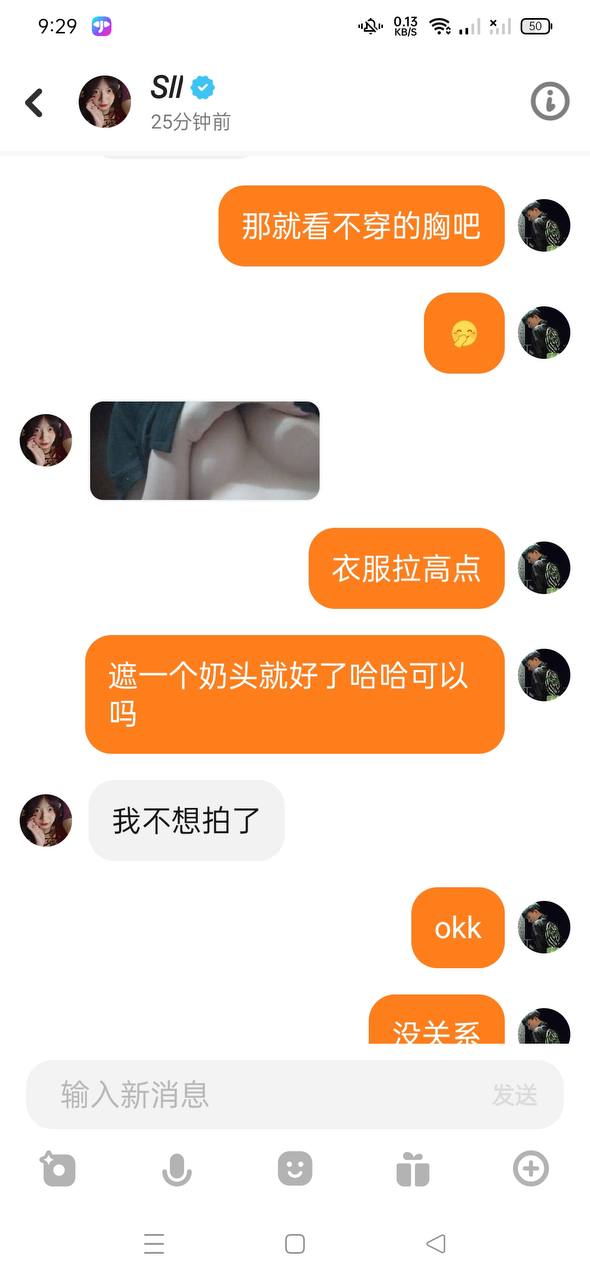 9:29
0.13
KB/S
50
Sll
25分钟前
那就看不穿的胸吧
衣服拉高点
遮一个奶头就好了哈哈可以
吗
我不想拍了
okk
没关系
输入新消息
发送